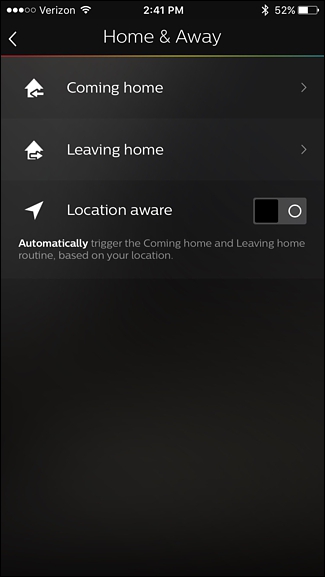 Verizon 2:41 PM 52%
Home & Away
Coming home
Leaving home
Location aware
Automatically trigger the Coming home and Leaving home
routine, based on your location.